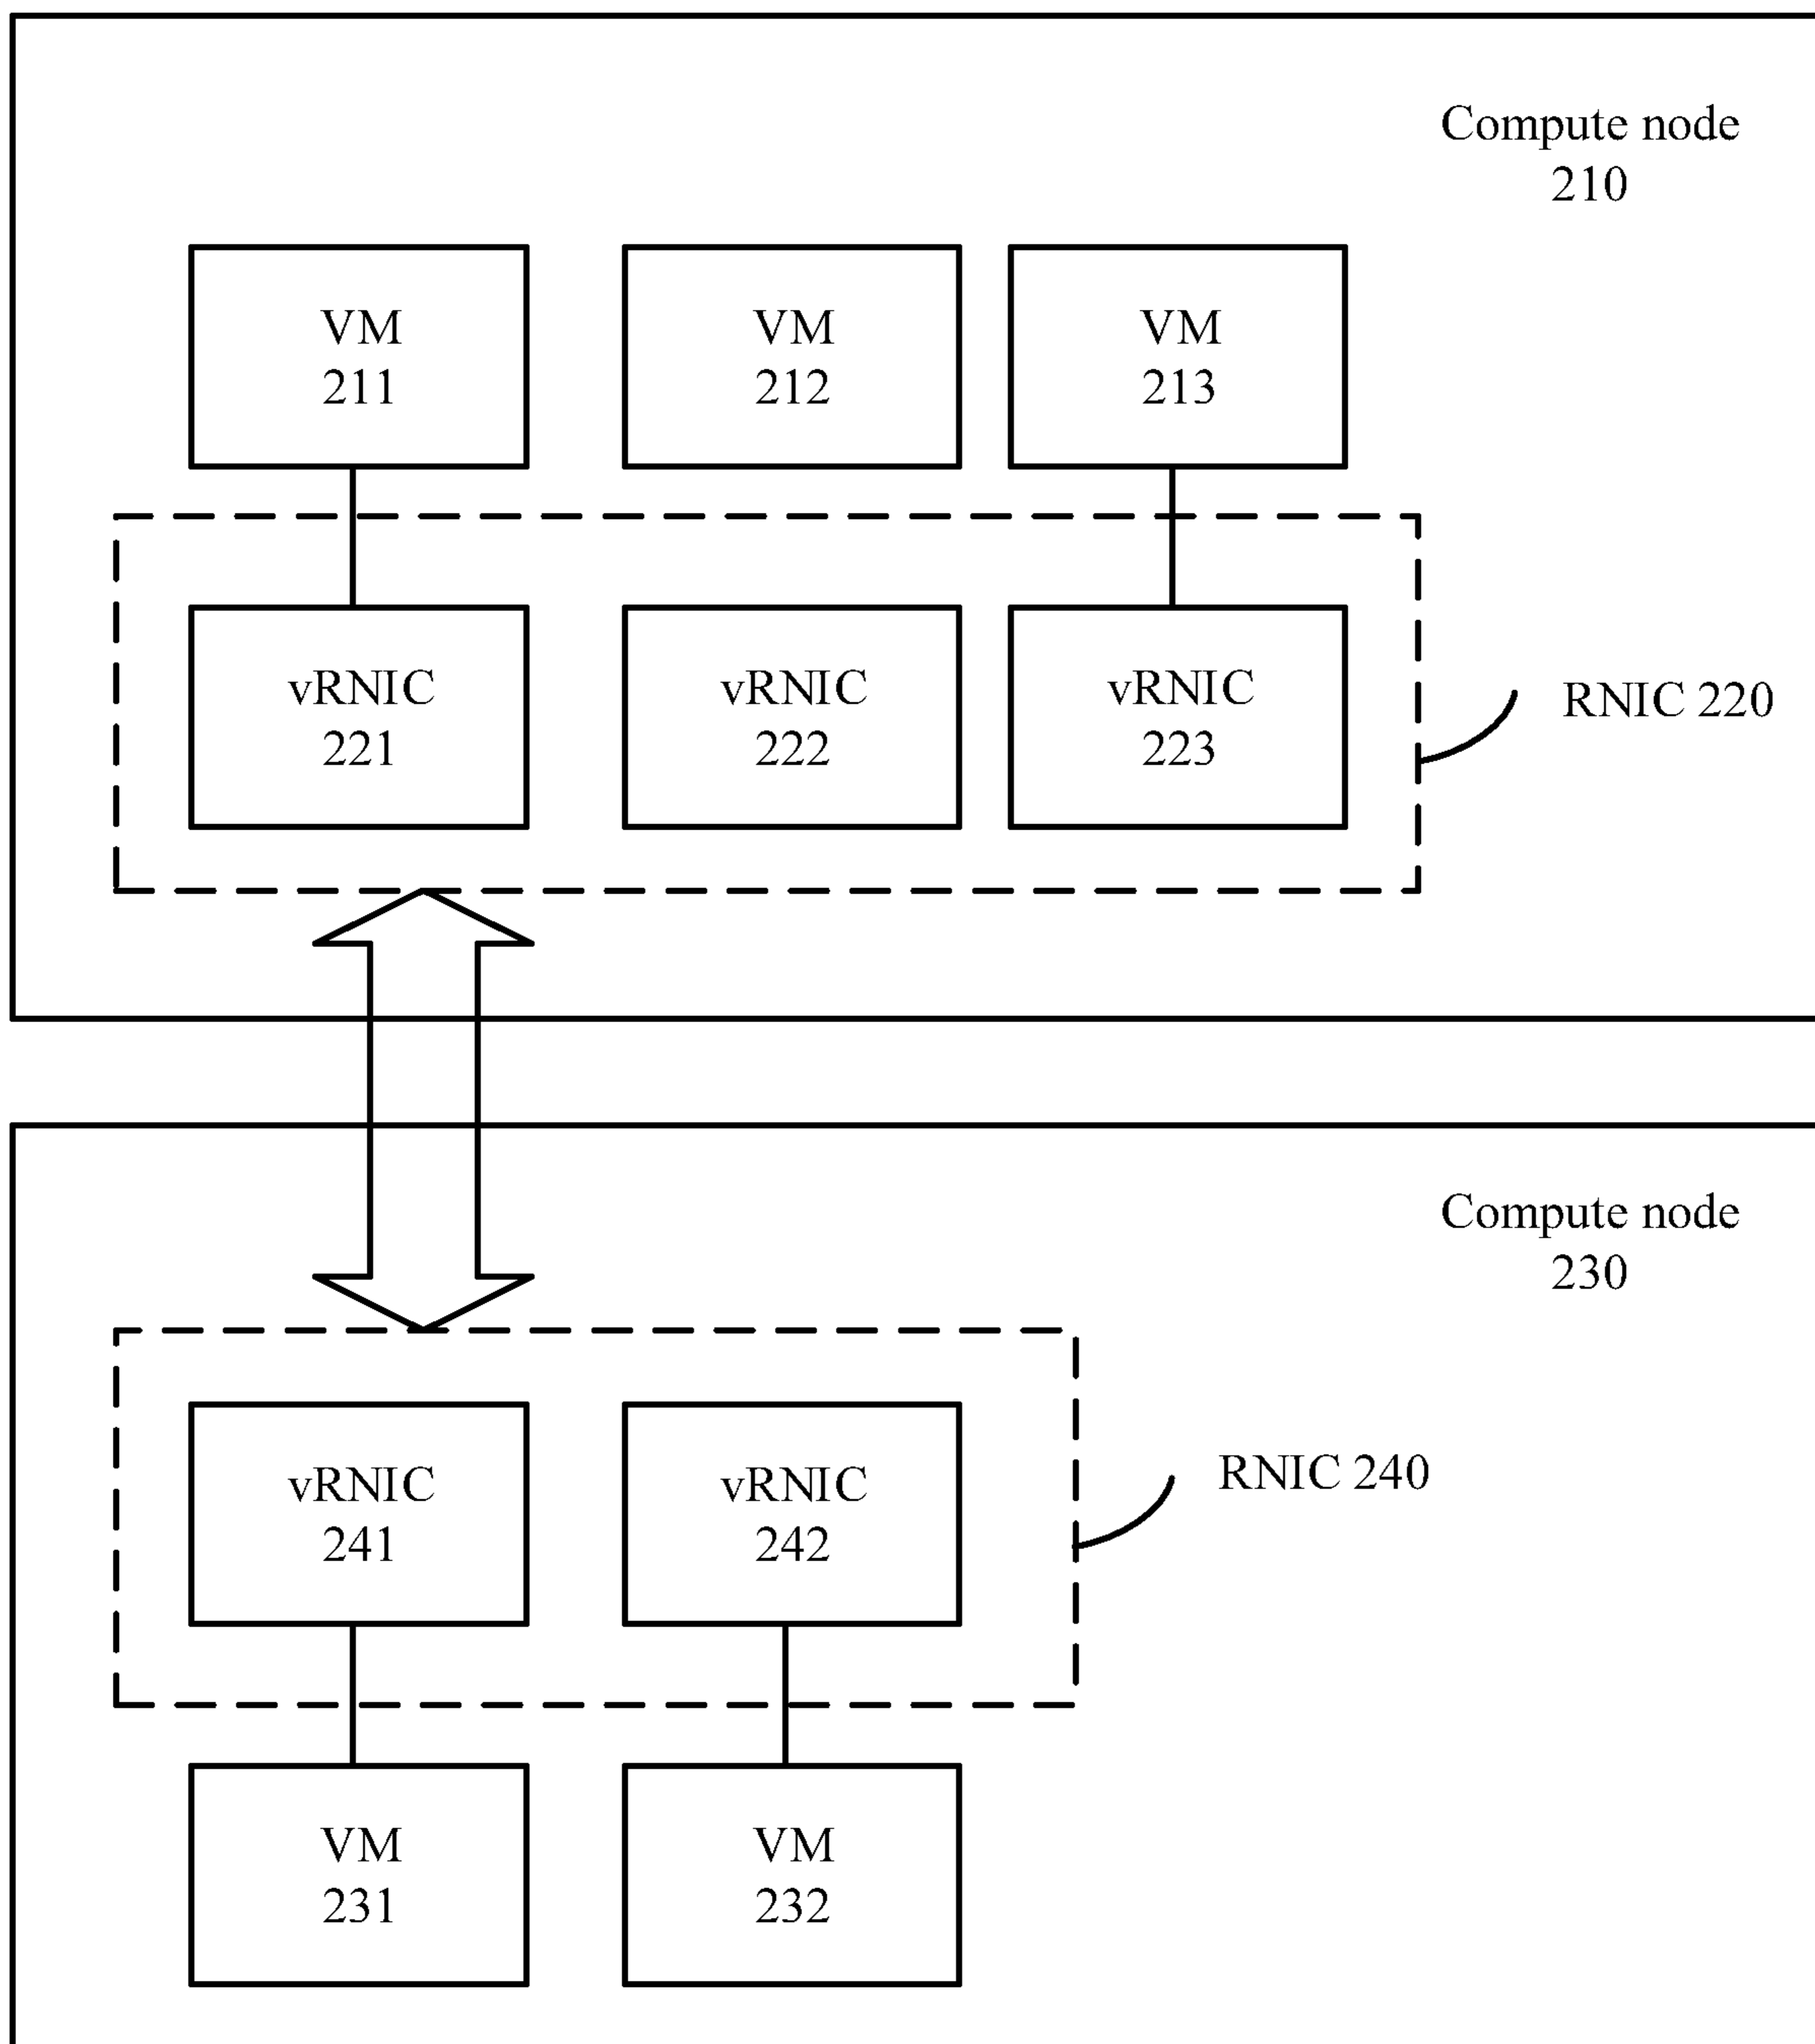 Compute node
210
VM
211
VM
212
VM
213
vRNIC
221
vRNIC
222
vRNIC
223
RNIC 220
Compute node
230
vRNIC
241
vRNIC
242
RNIC 240
VM
231
VM
232